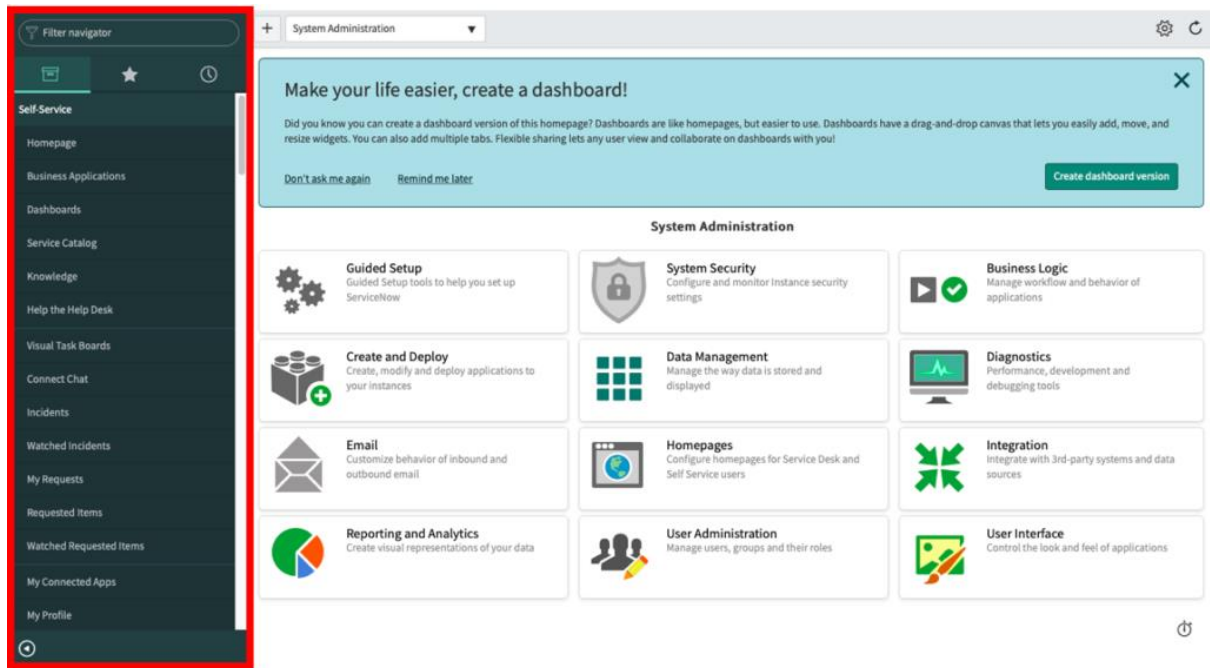 Filter navigator
Self-Service
Homepage
Business Applications
Dashboards
Service Catalog
Knowledge
Help the Help Desk
Visual Task Boards
Connect Chat
Incidents
Watched Incidents
My Requests
Requested Items
Watched Requested Items
My Connected Apps
My Profile
System Administration
Make your life easier, create a dashboard!
Did you know you can create a dashboard version of this homepage? Dashboards are like homepages, but easier to use. Dashboards have a drag-and-drop canvas that lets you easily add, move, and
resize widgets. You can also add multiple tabs. Flexible sharing lets any user view and collaborate on dashboards with you!
Don't ask me again
Remind me later
Create dashboard version
System Administration
Guided Setup
Guided Setup tools to help you set up
ServiceNow
System Security
Configure and monitor Instance security
settings
Business Logic
Manage workflow and behavior of
applications
Create and Deploy
Create, modify and deploy applications to
your instances
Data Management
Manage the way data is stored and
displayed
Diagnostics
Performance, development and
debugging tools
Email
Customize behavior of inbound and
outbound email
Homepages
Configure homepages for Service Desk and
Self Service users
Integration
Integrate with 3rd-party systems and data
sources
Reporting and Analytics
Create visual representations of your data
User Administration
Manage users, groups and their roles
User Interface
Control the look and feel of applications